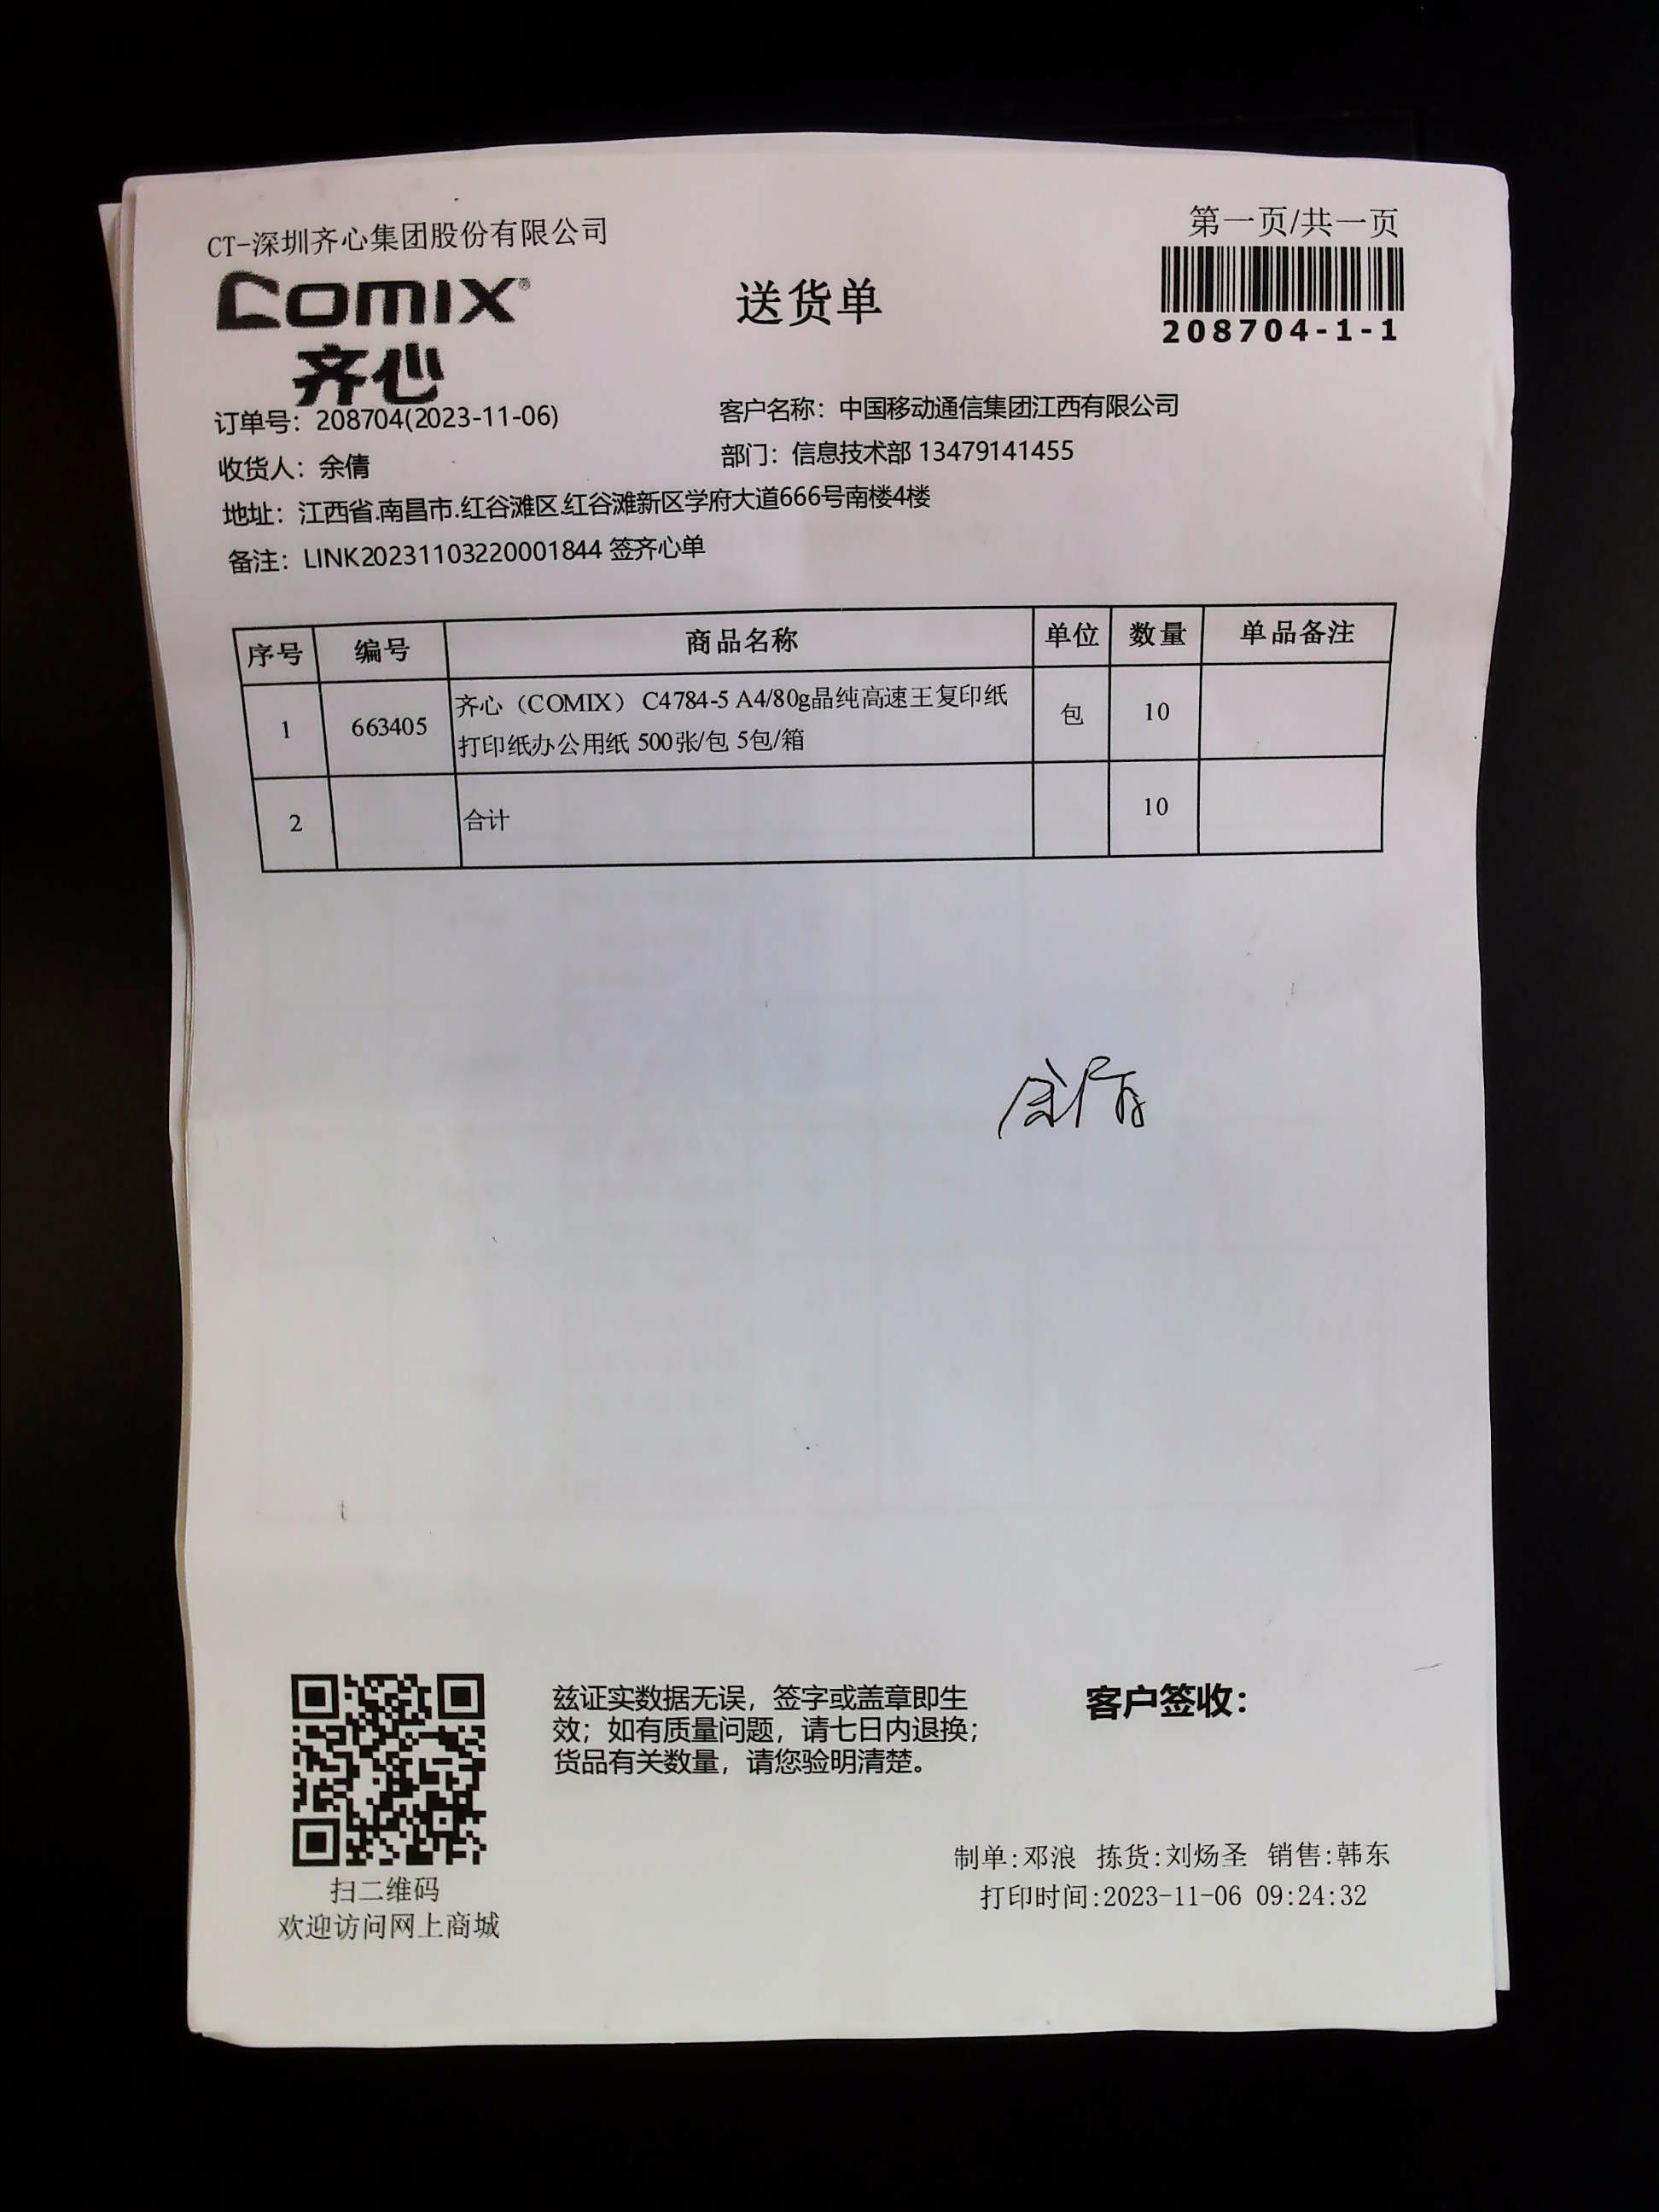 CT-深圳齐心集团股份有限公司
第一页/共一页
COMIX®
齐心
送货单
208704-1-1
订单号：208704(2023-11-06)
客户名称：中国移动通信集团江西有限公司
收货人：余倩
部门：信息技术部 13479141455
地址：江西省.南昌市.红谷滩区.红谷滩新区学府大道666号南楼4楼
备注：LINK20231103220001844 签齐心单
序号 编号 商品名称 单位 数量 单品备注
1 663405 齐心（COMIX） C4784-5 A4/80g晶纯高速王复印纸 包 10
打印纸办公用纸 500张/包 5包/箱
2 合计 10
余倩
兹证实数据无误，签字或盖章即生
效；如有质量问题，请七日内退换；
货品有关数量，请您验明清楚。
客户签收：
扫二维码
欢迎访问网上商城
制单:邓浪 拣货:刘炀圣 销售:韩东
打印时间:2023-11-06 09:24:32